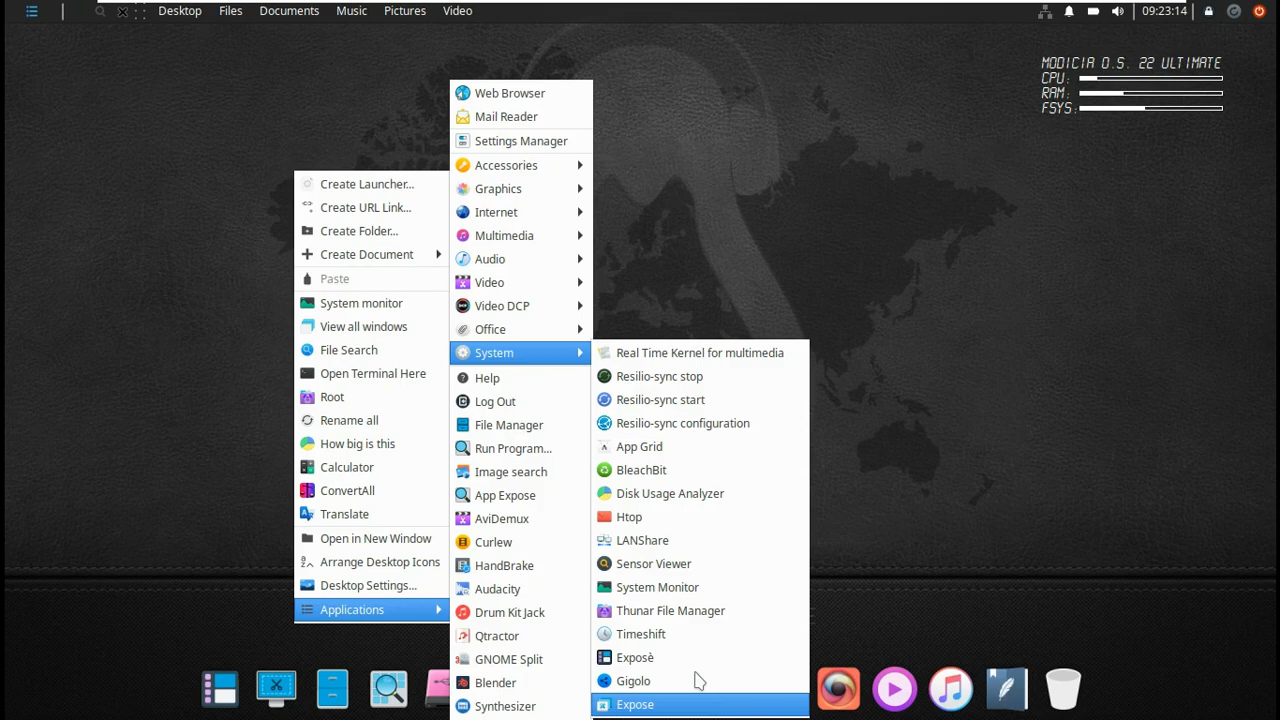 Desktop Files Documents Music Pictures Video 09:23:14
MODICIA O.S. 22 ULTIMATE
CPU:
RAM:
FSYS:
Create Launcher...
Create URL Link...
Create Folder...
Create Document
Paste
System monitor
View all windows
File Search
Open Terminal Here
Root
Rename all
How big is this
Calculator
ConvertAll
Translate
Open in New Window
Arrange Desktop Icons
Desktop Settings...
Applications
Web Browser
Mail Reader
Settings Manager
Accessories
Graphics
Internet
Multimedia
Audio
Video
Video DCP
Office
System
Help
Log Out
File Manager
Run Program...
Image search
App Expose
AviDemux
Curlew
HandBrake
Audacity
Drum Kit Jack
Qtractor
GNOME Split
Blender
Synthesizer
Real Time Kernel for multimedia
Resilio-sync stop
Resilio-sync start
Resilio-sync configuration
App Grid
BleachBit
Disk Usage Analyzer
Htop
LANShare
Sensor Viewer
System Monitor
Thunar File Manager
Timeshift
Exposè
Gigolo
Expose